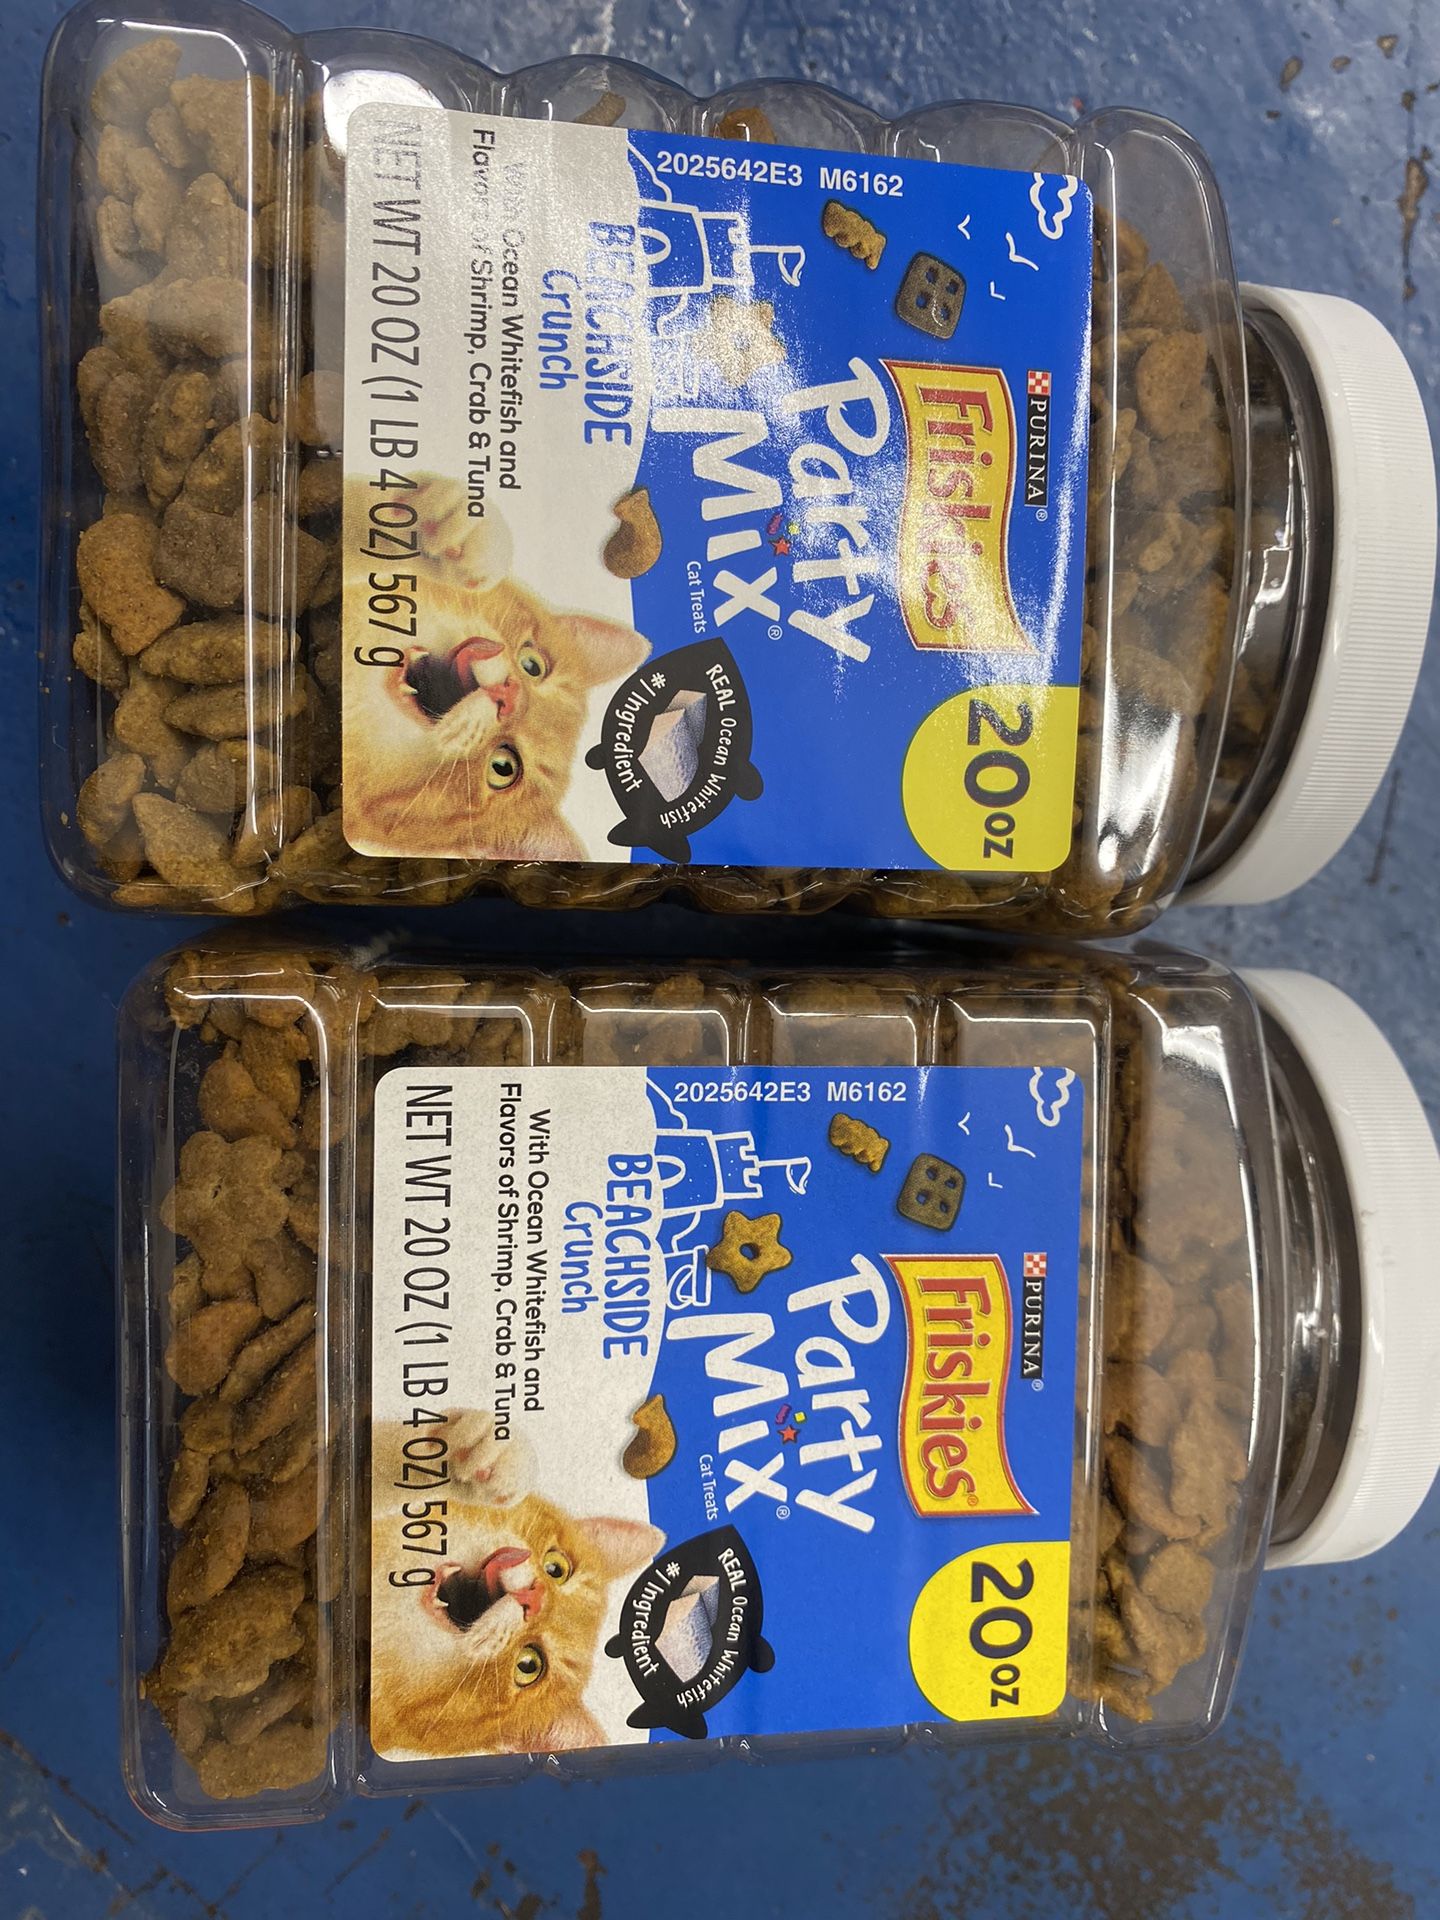 PURINA®
Friskies
20oz
Party
Mix®
Cat Treats
2025642E3 M6162
REAL Ocean Whitefish
#1 Ingredient
BEACHSIDE
Crunch
With Ocean Whitefish and
Flavors of Shrimp, Crab & Tuna
NET WT 20 OZ (1 LB 4 OZ) 567 g
PURINA®
Friskies®
20oz
Party
Mix®
Cat Treats
2025642E3 M6162
REAL Ocean Whitefish
#1 Ingredient
BEACHSIDE
Crunch
With Ocean Whitefish and
Flavors of Shrimp, Crab & Tuna
NET WT 20 OZ (1 LB 4 OZ) 567 g